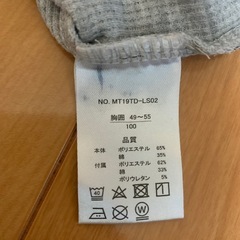 NO. MT19TD-LS02
胸囲 49~55
100
品質
本体 ポリエステル 65%
綿 35%
付属 ポリエステル 62%
綿 33%
ポリウレタン 5%